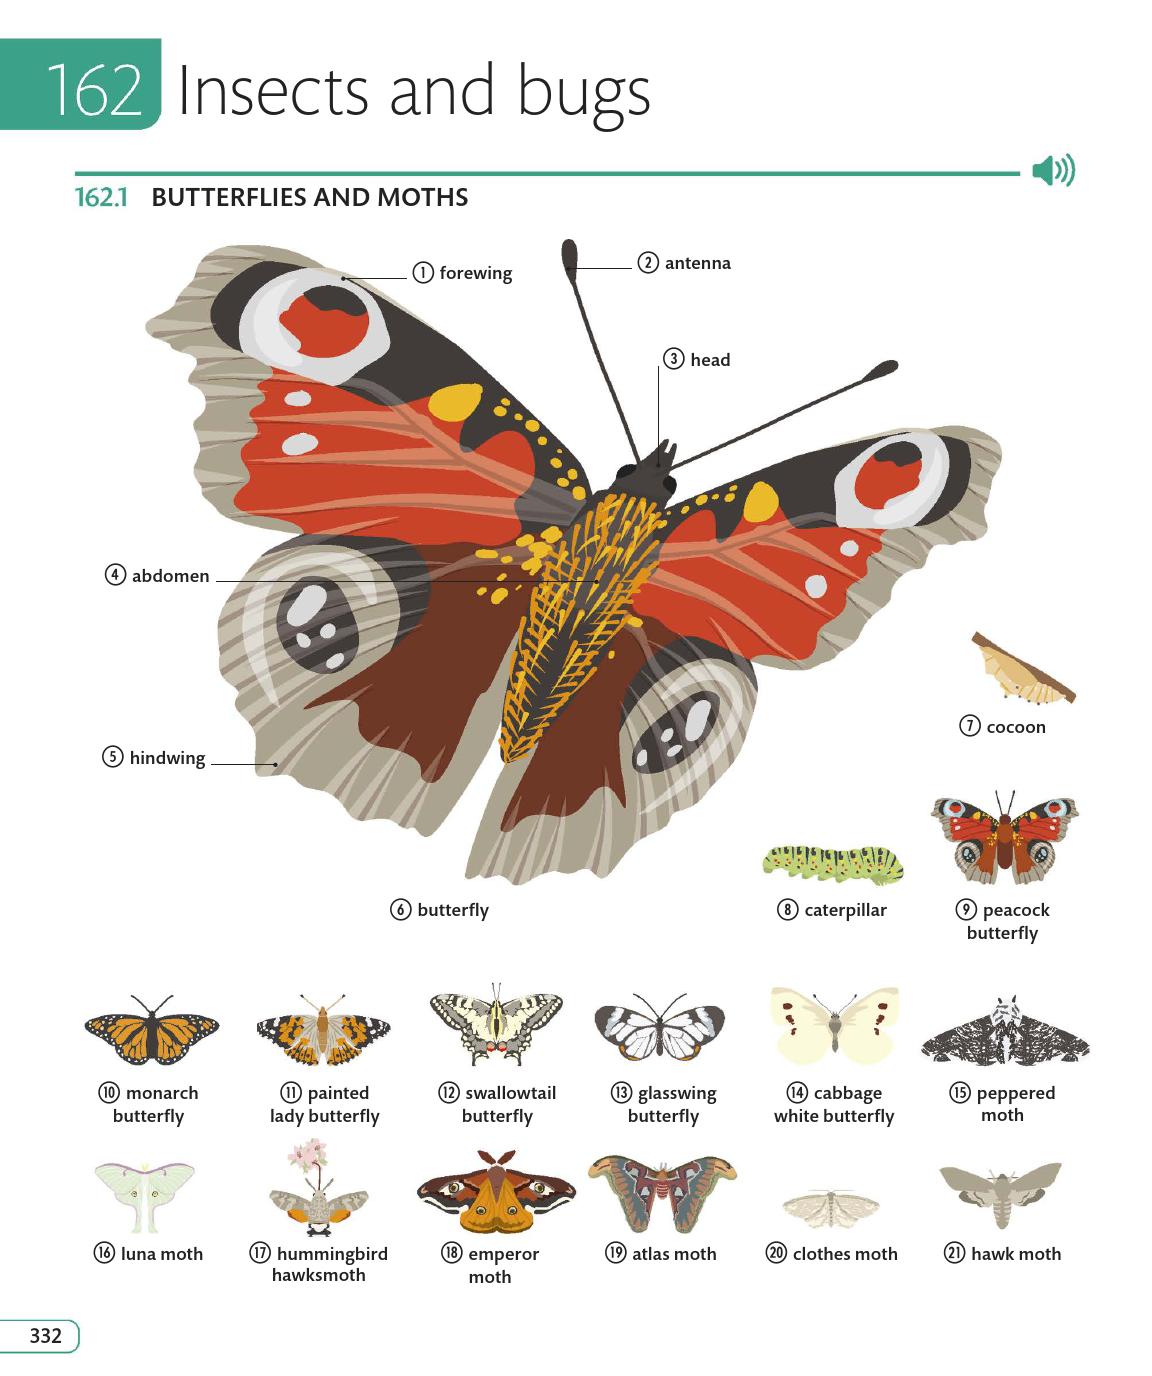 162 Insects and bugs
162.1 BUTTERFLIES AND MOTHS
① forewing
② antenna
③ head
④ abdomen
⑤ hindwing
⑥ butterfly
⑦ cocoon
⑧ caterpillar
⑨ peacock
butterfly
⑩ monarch
butterfly
⑪ painted
lady butterfly
⑫ swallowtail
butterfly
⑬ glasswing
butterfly
⑭ cabbage
white butterfly
⑮ peppered
moth
⑯ luna moth
⑰ hummingbird
hawksmoth
⑱ emperor
moth
⑲ atlas moth
⑳ clothes moth
㉑ hawk moth
332